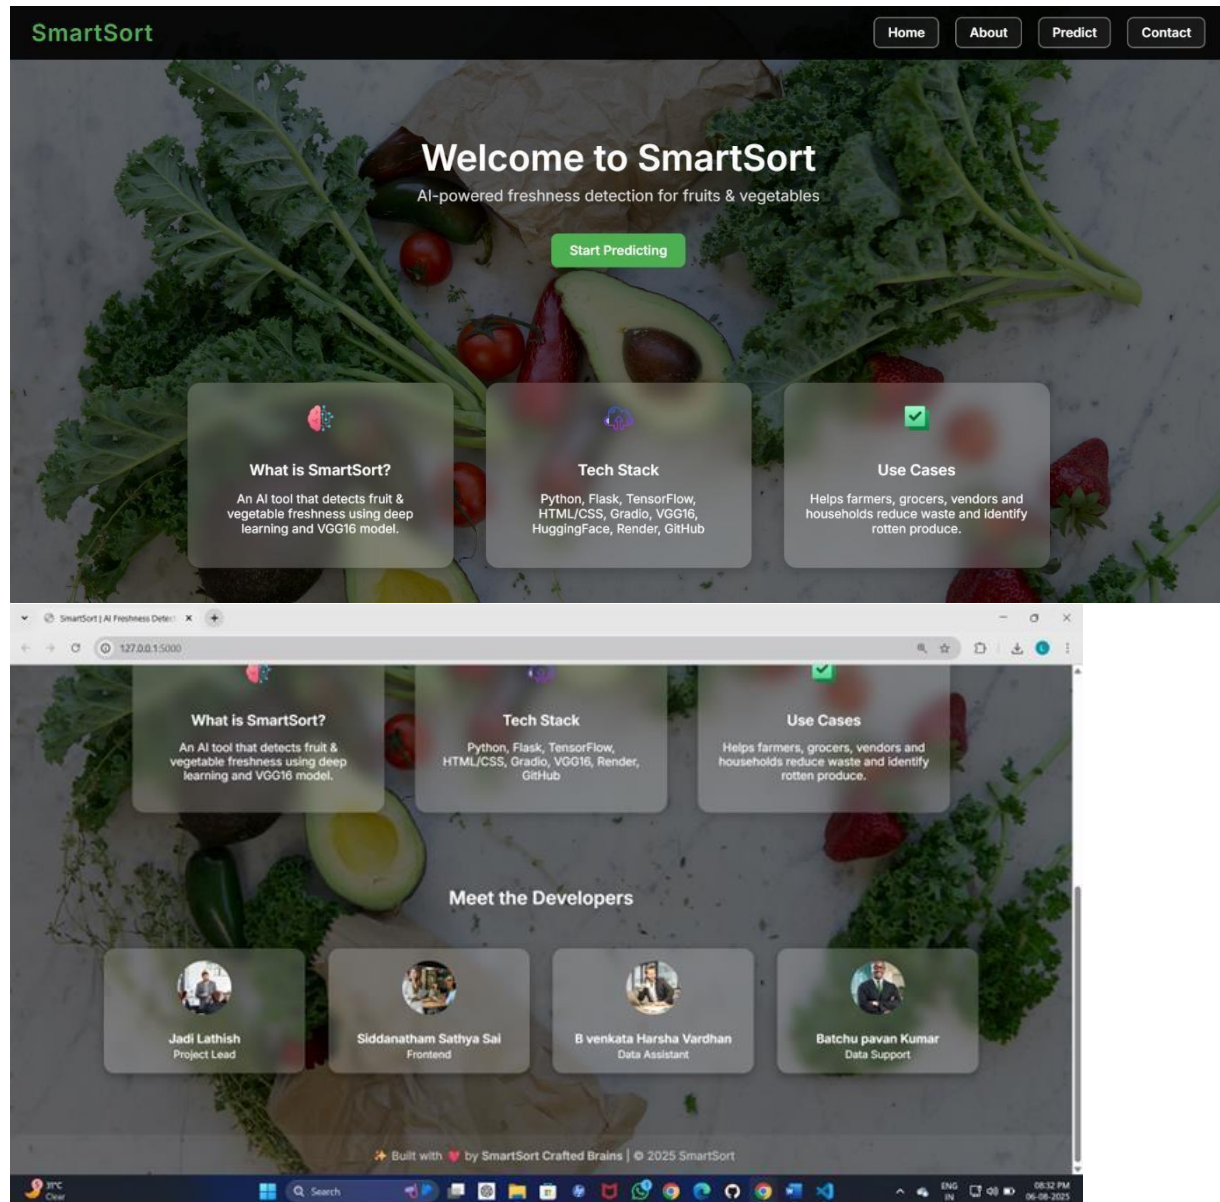 SmartSort
Home
About
Predict
Contact
Welcome to SmartSort
AI-powered freshness detection for fruits & vegetables
Start Predicting
What is SmartSort?
An AI tool that detects fruit &
vegetable freshness using deep
learning and VGG16 model.
Tech Stack
Python, Flask, TensorFlow,
HTML/CSS, Gradio, VGG16,
HuggingFace, Render, GitHub
Use Cases
Helps farmers, grocers, vendors and
households reduce waste and identify
rotten produce.
SmartSort | AI Freshness Detect
127.0.0.1:5000
What is SmartSort?
An AI tool that detects fruit &
vegetable freshness using deep
learning and VGG16 model.
Tech Stack
Python, Flask, TensorFlow,
HTML/CSS, Gradio, VGG16, Render,
GitHub
Use Cases
Helps farmers, grocers, vendors and
households reduce waste and identify
rotten produce.
Meet the Developers
Jadi Lathish
Project Lead
Siddanatham Sathya Sai
Frontend
B venkata Harsha Vardhan
Data Assistant
Batchu pavan Kumar
Data Support
✨ Built with ❤️ by SmartSort Crafted Brains | © 2025 SmartSort
31°C
Clear
Search
ENG
IN
08:32 PM
06-08-2025